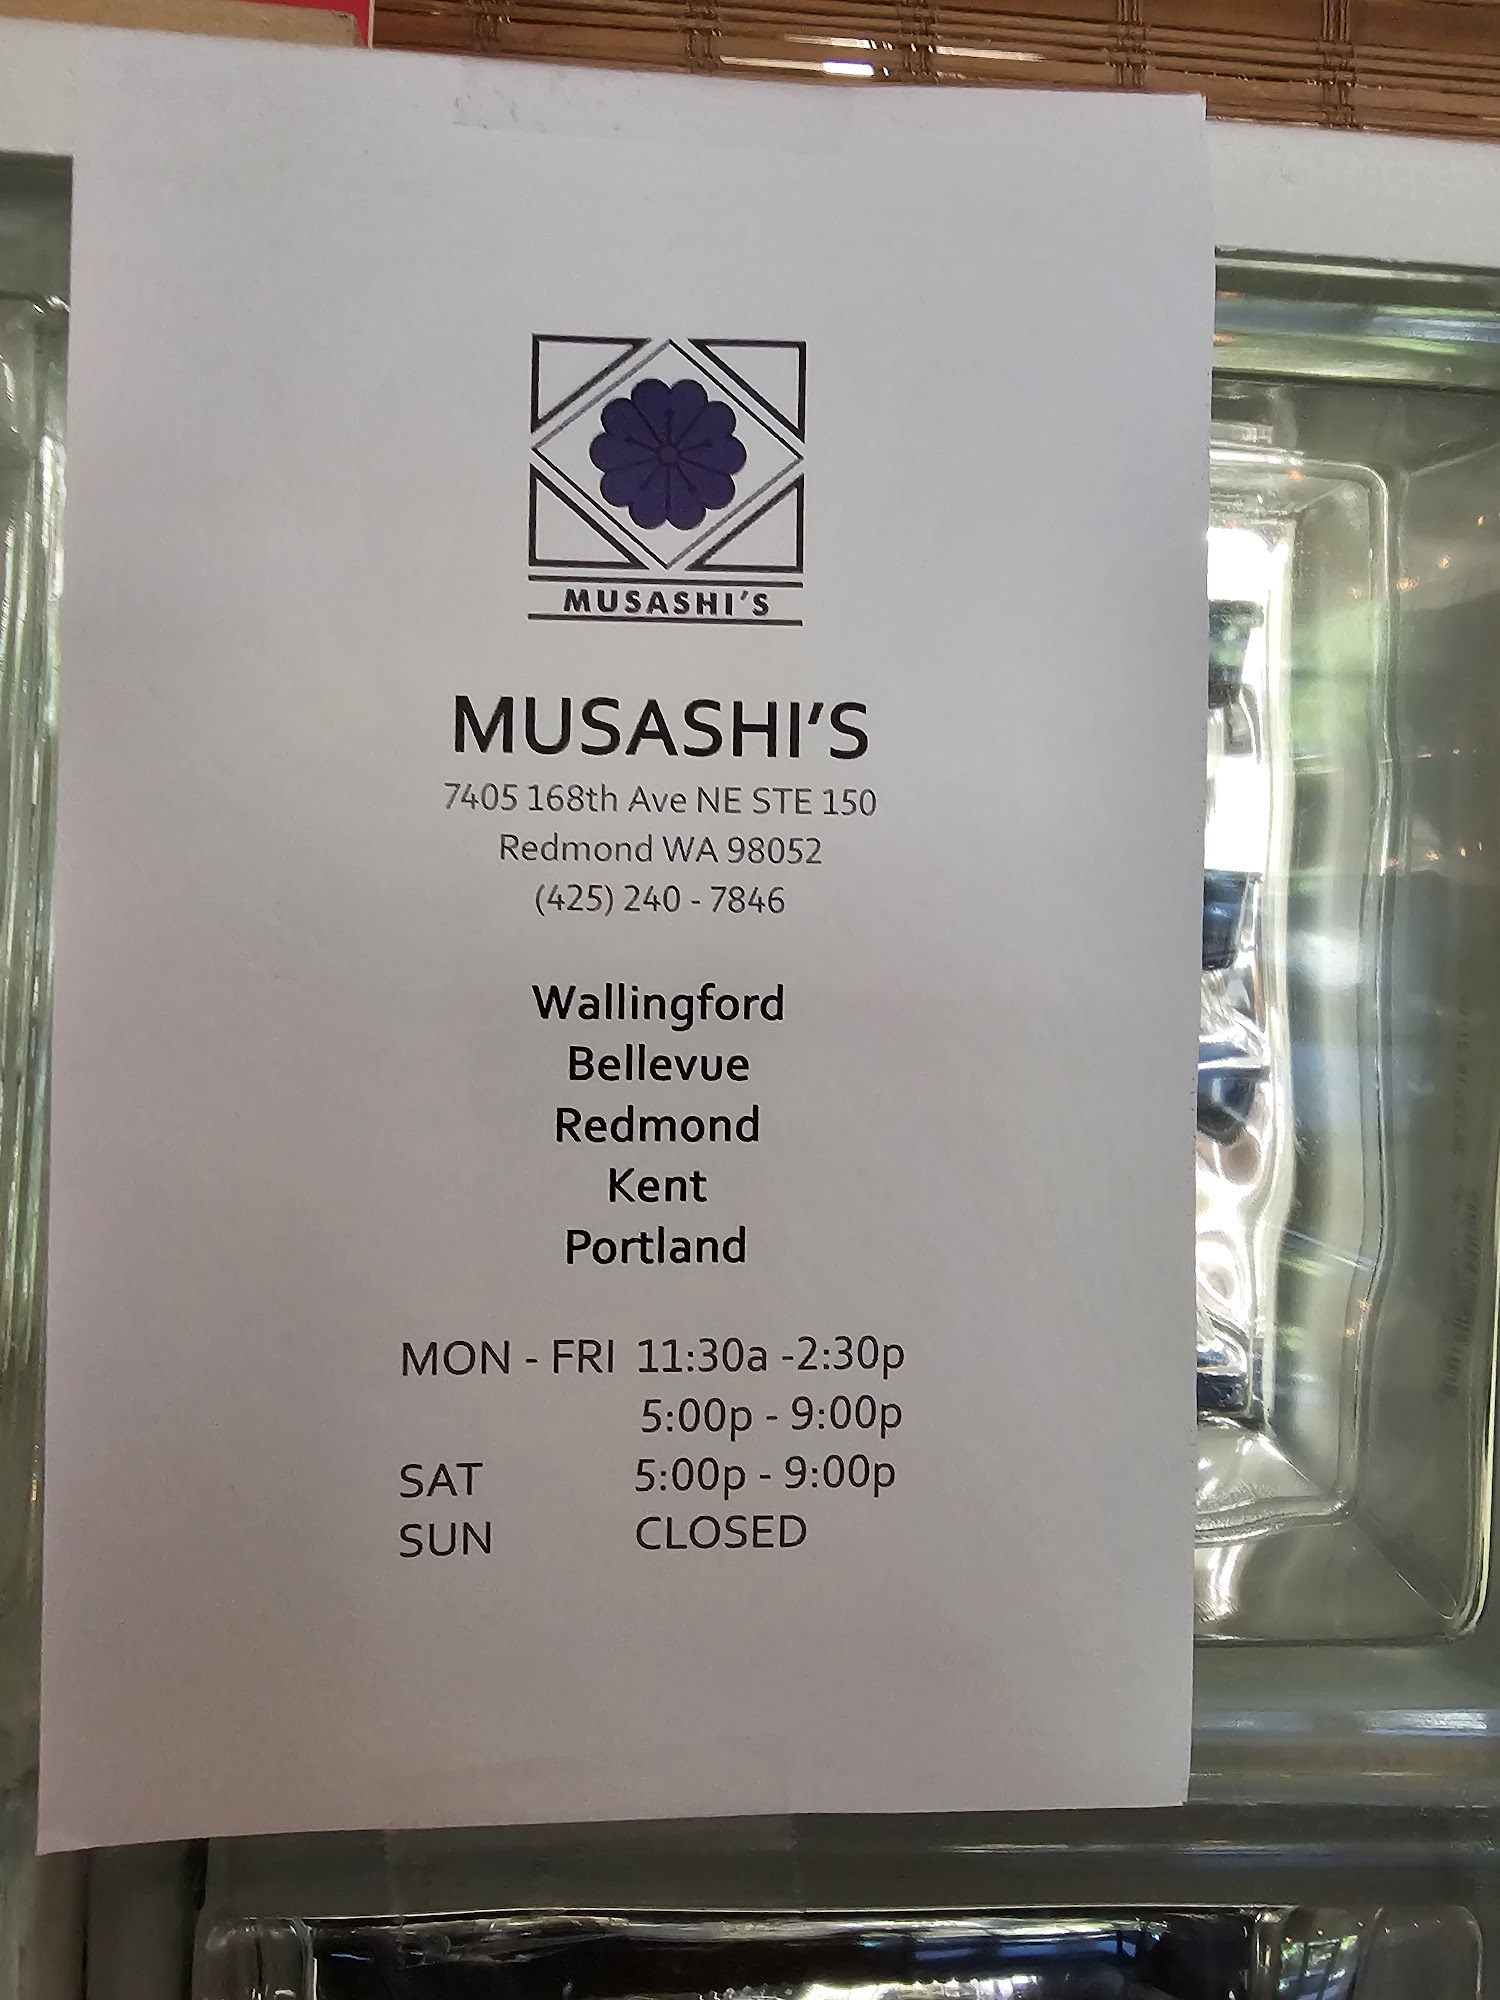 MUSASHI'S
MUSASHI'S
7405 168th Ave NE STE 150
Redmond WA 98052
(425) 240 - 7846
Wallingford
Bellevue
Redmond
Kent
Portland
MON - FRI 11:30a -2:30p
5:00p - 9:00p
SAT 5:00p - 9:00p
SUN CLOSED